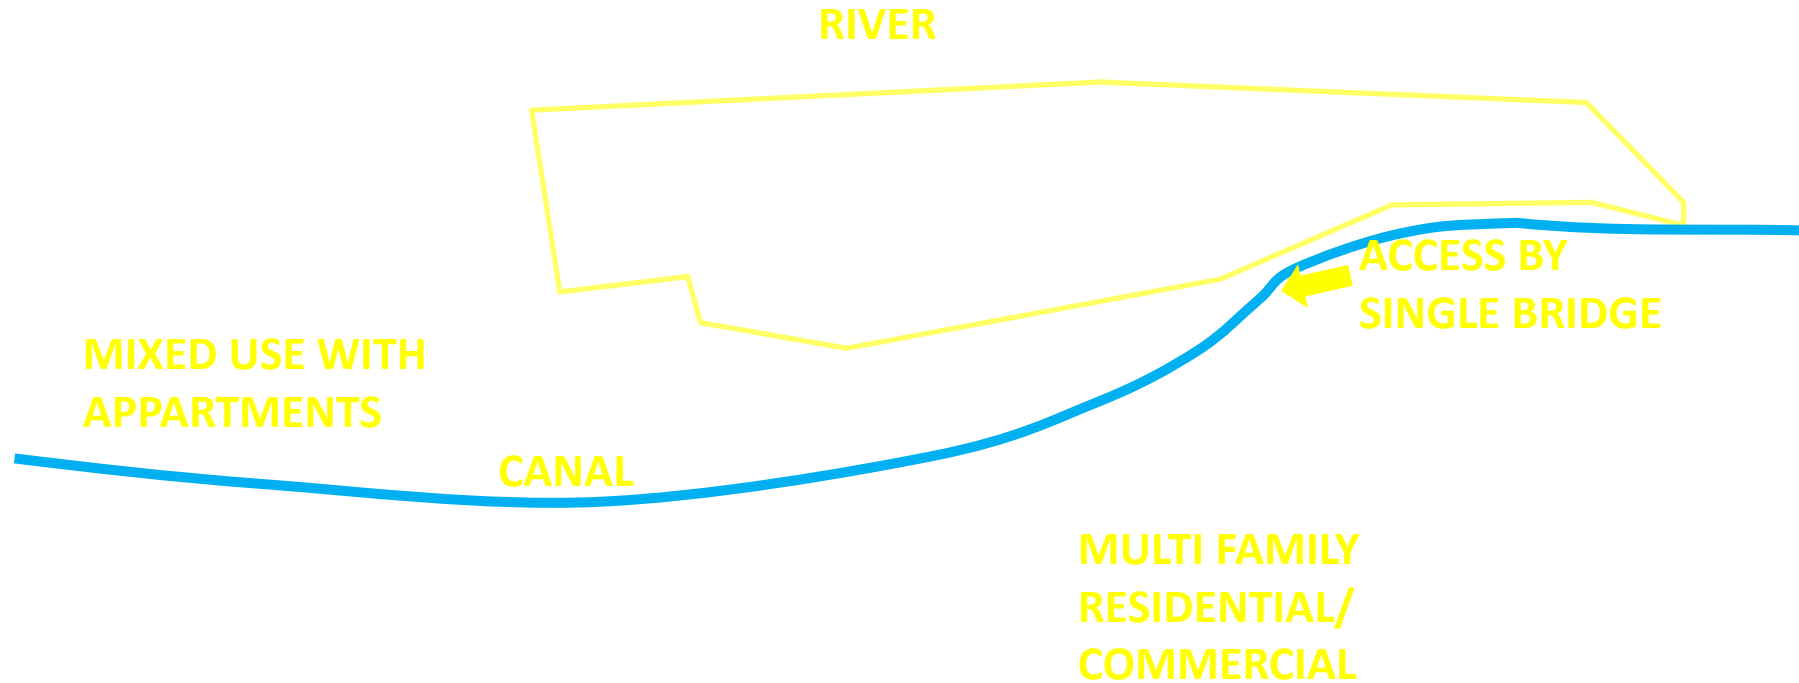 RIVER
ACCESS BY
SINGLE BRIDGE
MIXED USE WITH
APPARTMENTS
CANAL
MULTI FAMILY
RESIDENTIAL/
COMMERCIAL